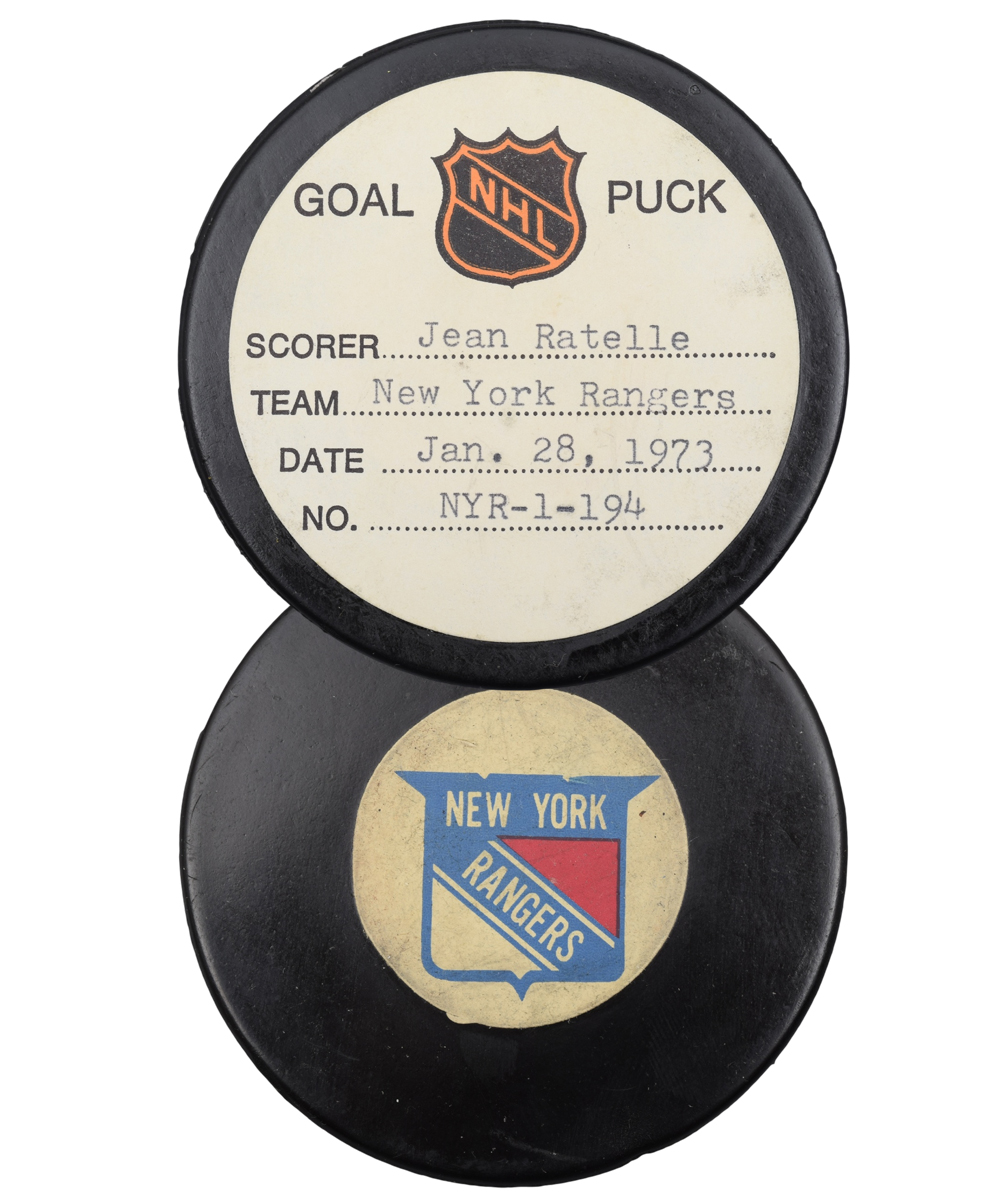 GOAL NHL PUCK
SCORER Jean Ratelle
TEAM New York Rangers
DATE Jan. 28, 1973
NO. NYR-1-194
NEW YORK
RANGERS